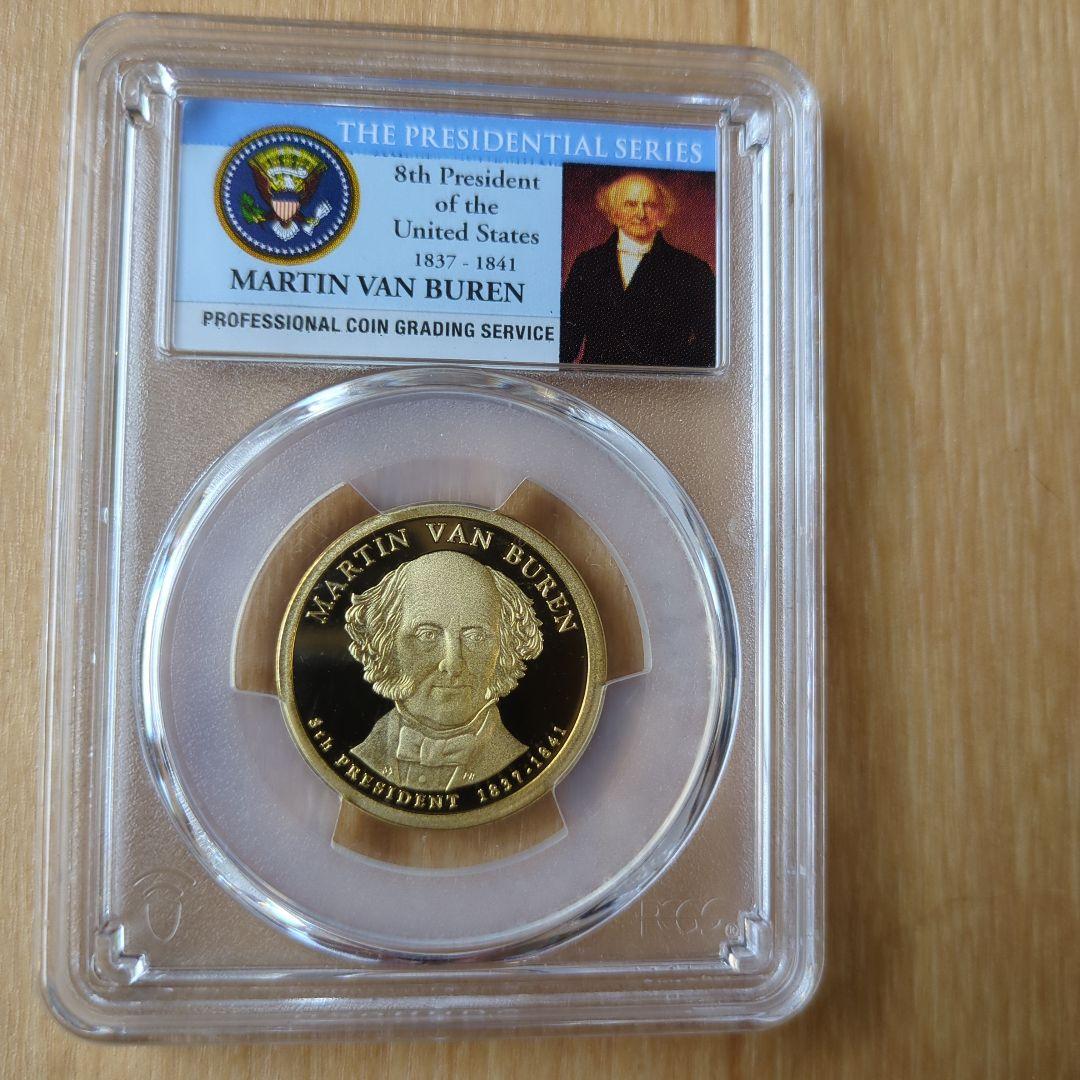 THE PRESIDENTIAL SERIES
8th President
of the
United States
1837 - 1841
MARTIN VAN BUREN
PROFESSIONAL COIN GRADING SERVICE
MARTIN VAN BUREN
8th PRESIDENT 1837-1841
PCGS®